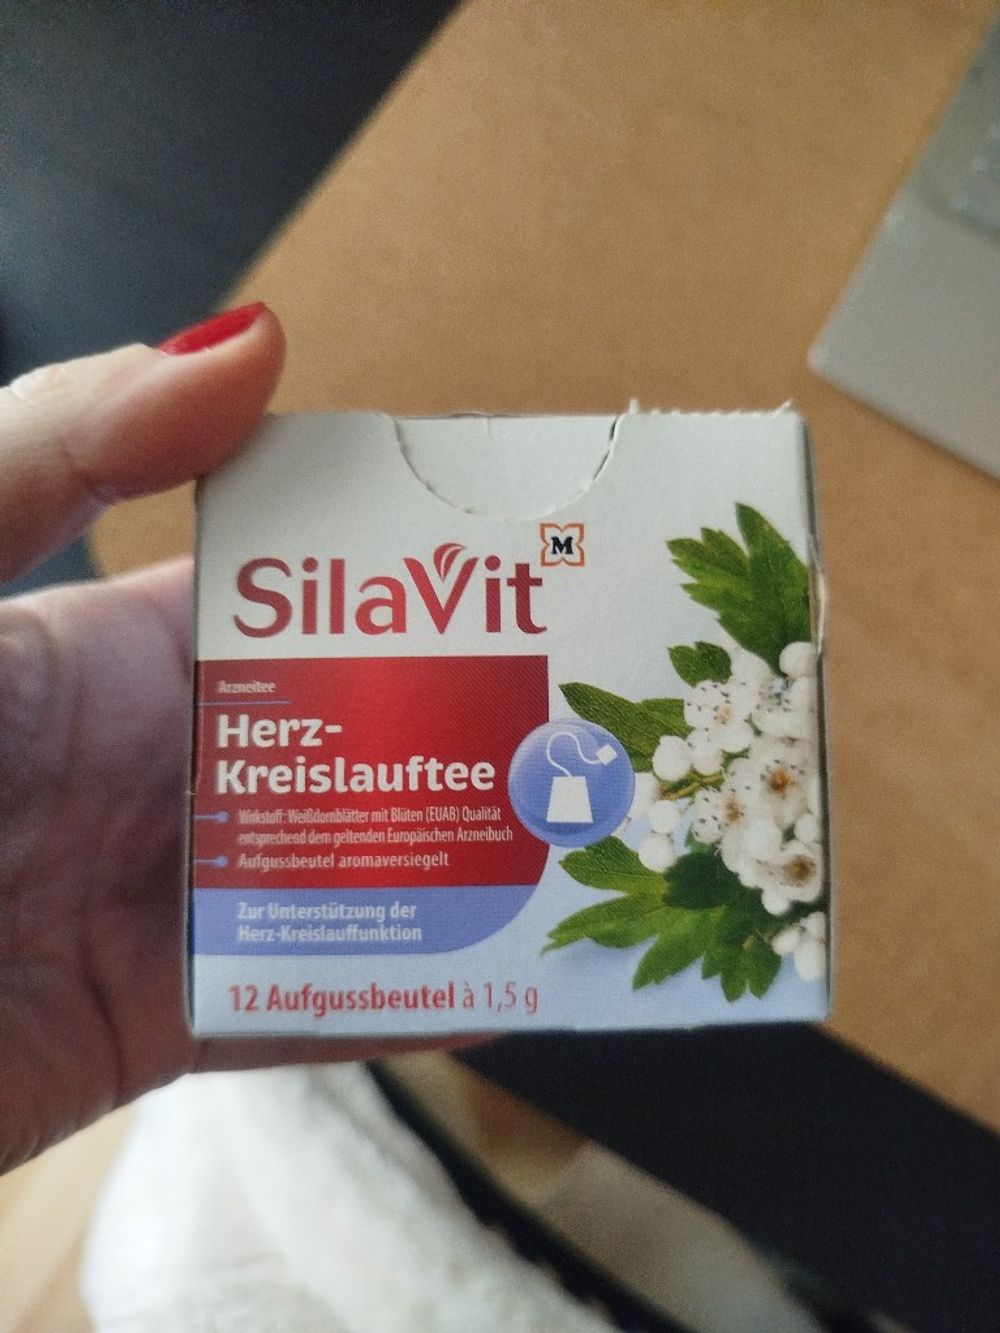 SilaVit
M
Arzneitee
Herz-
Kreislauftee
Wirkstoff: Weißdornblätter mit Blüten (EUAB) Qualität
entsprechend dem geltenden Europäischen Arzneibuch
Aufgussbeutel aromaversiegelt
Zur Unterstützung der
Herz-Kreislauffunktion
12 Aufgussbeutel à 1,5 g